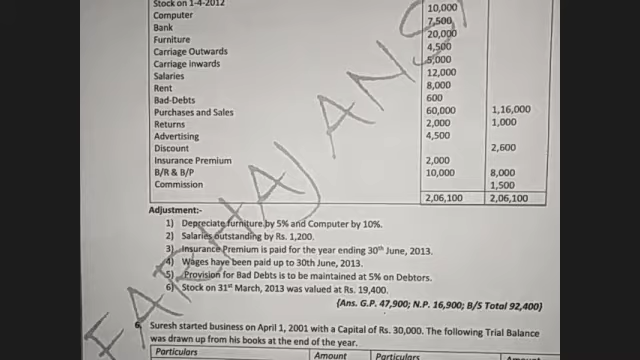 Stock on 1-4-2012 10,000
Computer 7,500
Bank 20,000
Furniture 4,500
Carriage Outwards 5,000
Carriage inwards 12,000
Salaries 8,000
Rent 600
Bad-Debts 60,000 1,16,000
Purchases and Sales 2,000 1,000
Returns 4,500
Advertising
Discount 2,600
Insurance Premium 2,000
B/R & B/P 10,000 8,000
Commission 1,500
2,06,100 2,06,100
Adjustment:-
1) Depreciate furniture by 5% and Computer by 10%.
2) Salaries outstanding by Rs. 1,200.
3) Insurance Premium is paid for the year ending 30th June, 2013.
4) Wages have been paid up to 30th June, 2013.
5) Provision for Bad Debts is to be maintained at 5% on Debtors.
6) Stock on 31st March, 2013 was valued at Rs. 19,400.
(Ans. G.P. 47,900; N.P. 16,900; B/S Total 92,400)
6. Suresh started business on April 1, 2001 with a Capital of Rs. 30,000. The following Trial Balance
was drawn up from his books at the end of the year.
Particulars Amount Particulars Amount
FARHAJ ANS